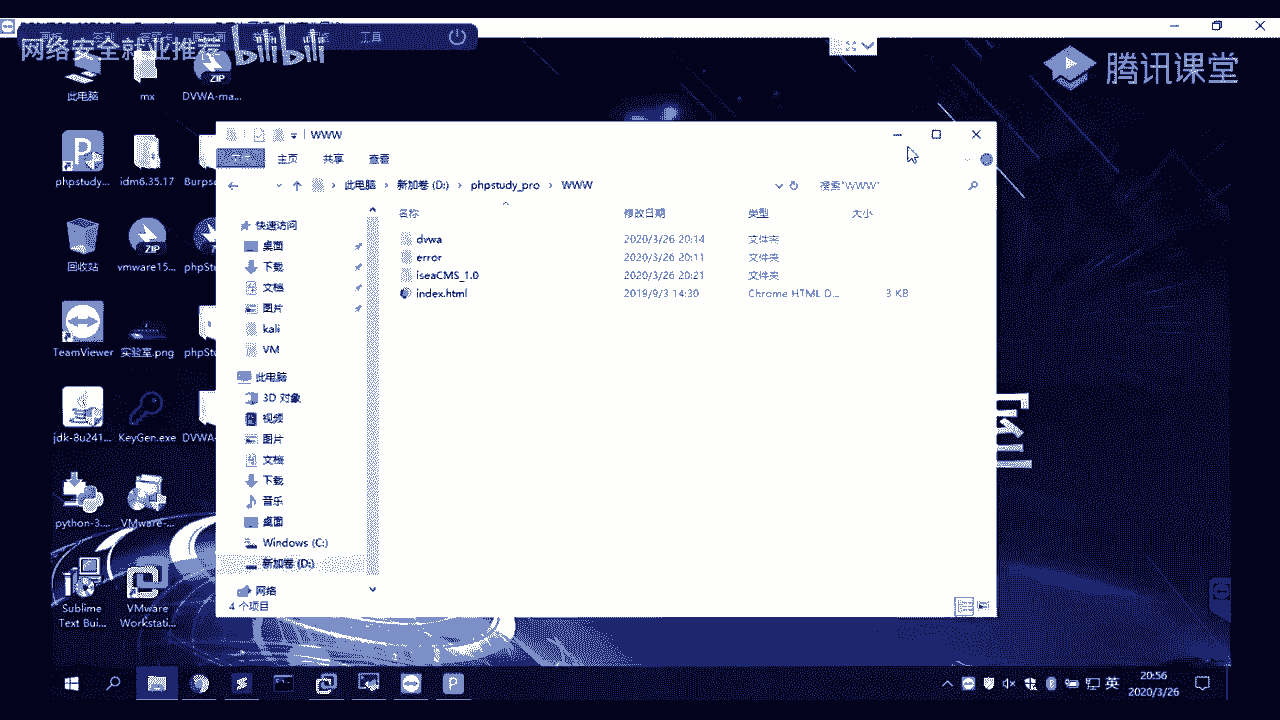 网络安全就业推荐
bilibili
工具
腾讯课堂
此电脑
mx
DVWA-ma...
ZIP
phpstudy...
idm6.35.17
Burps
回收站
vmware15...
phpSt
ZIP
TeamViewer
实验室.png
phpStu
jdk-8u241...
KeyGen.exe
DVWA-
python-3....
VMware-...
Sublime
Text Bui...
VMware
Workstati...
WWW
主页
共享
查看
此电脑 › 新加卷 (D:) › phpstudy_pro › WWW
搜索"WWW"
名称 修改日期 类型 大小
dvwa 2020/3/26 20:14 文件夹
error 2020/3/26 20:11 文件夹
iseaCMS_1.0 2020/3/26 20:21 文件夹
index.html 2019/9/3 14:30 Chrome HTML D... 3 KB
快速访问
桌面
下载
文档
图片
kali
VM
此电脑
3D 对象
视频
图片
文档
下载
音乐
桌面
Windows (C:)
新加卷 (D:)
网络
4 个项目
英
20:56
2020/3/26